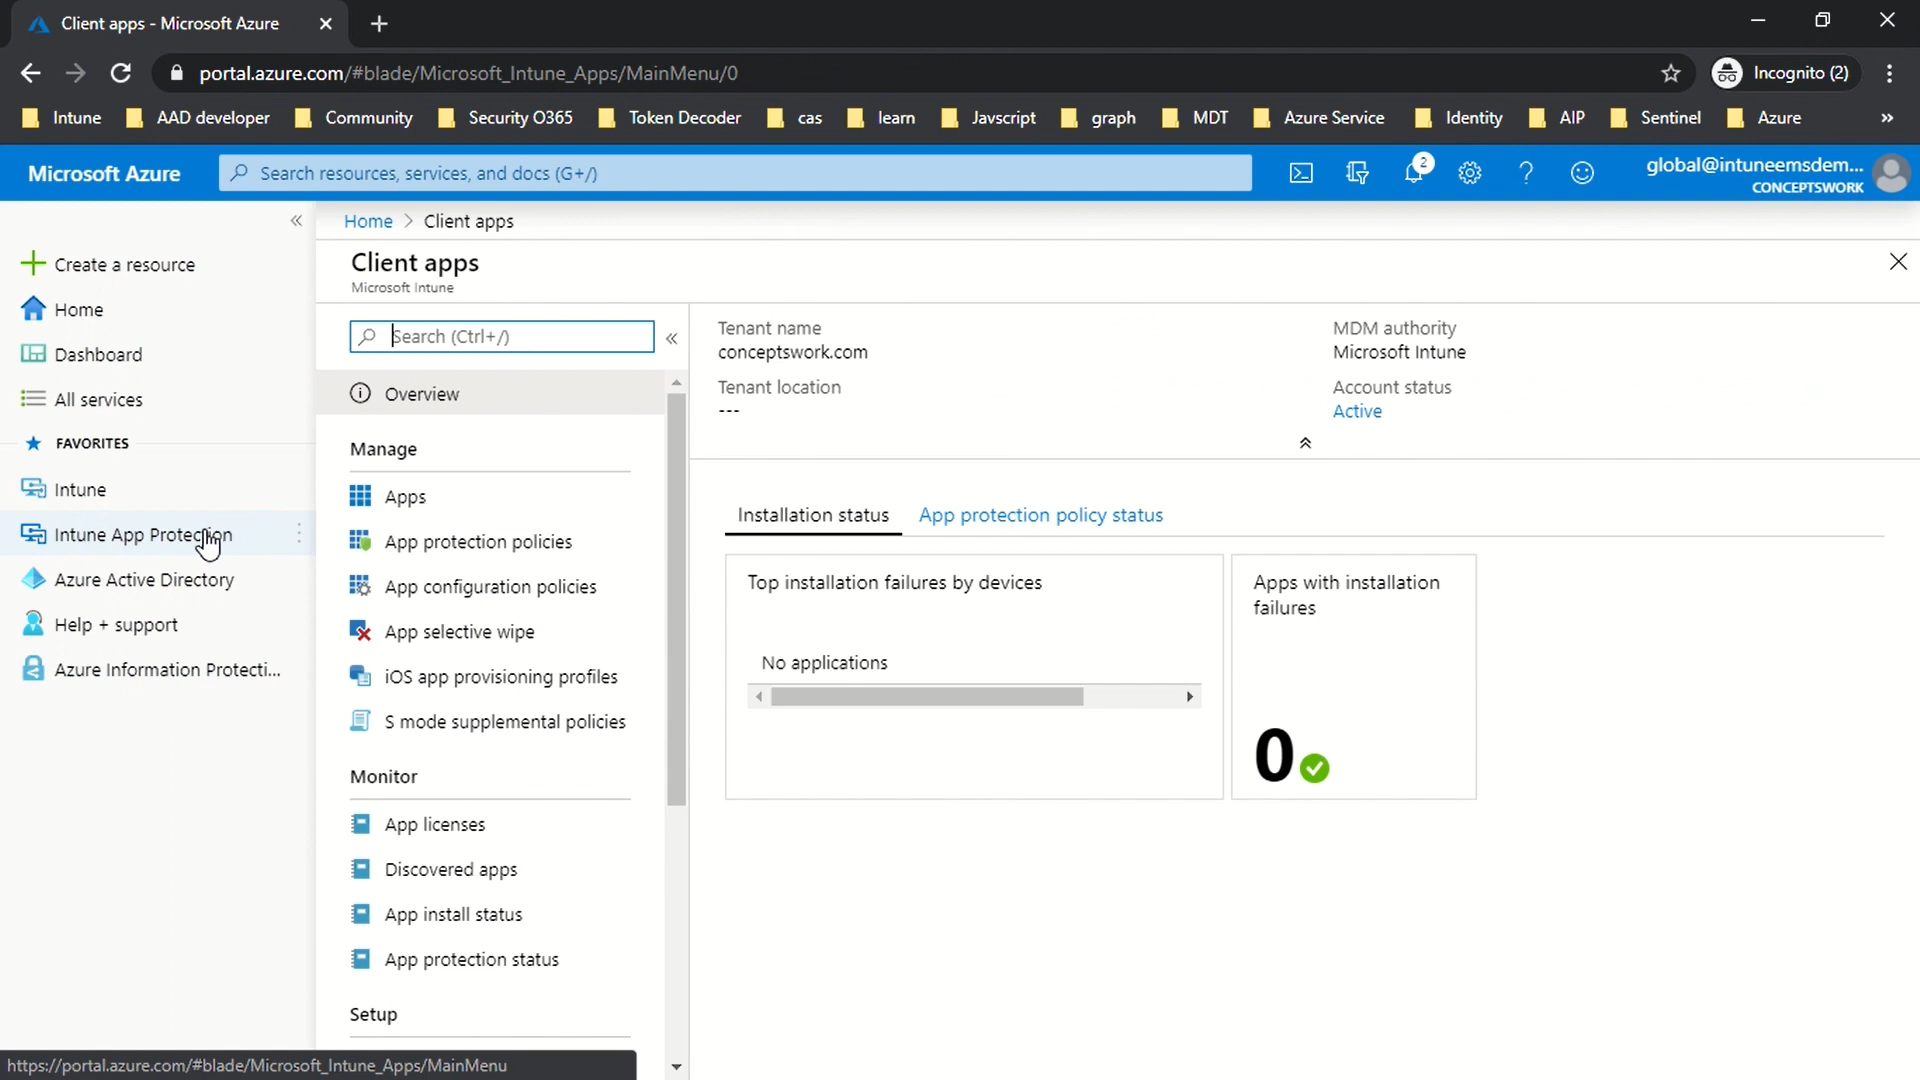 Client apps - Microsoft Azure
portal.azure.com/#blade/Microsoft_Intune_Apps/MainMenu/0
Incognito (2)
Intune
AAD developer
Community
Security O365
Token Decoder
cas
learn
Javscript
graph
MDT
Azure Service
Identity
AIP
Sentinel
Azure
»
Microsoft Azure
Search resources, services, and docs (G+/)
2
global@intuneemsdem...
CONCEPTSWORK
Create a resource
Home
Dashboard
All services
FAVORITES
Intune
Intune App Protection
Azure Active Directory
Help + support
Azure Information Protecti...
Home > Client apps
Client apps
Microsoft Intune
Search (Ctrl+/)
Overview
Manage
Apps
App protection policies
App configuration policies
App selective wipe
iOS app provisioning profiles
S mode supplemental policies
Monitor
App licenses
Discovered apps
App install status
App protection status
Setup
Tenant name
conceptswork.com
Tenant location
---
MDM authority
Microsoft Intune
Account status
Active
Installation status
App protection policy status
Top installation failures by devices
No applications
Apps with installation
failures
0
https://portal.azure.com/#blade/Microsoft_Intune_Apps/MainMenu